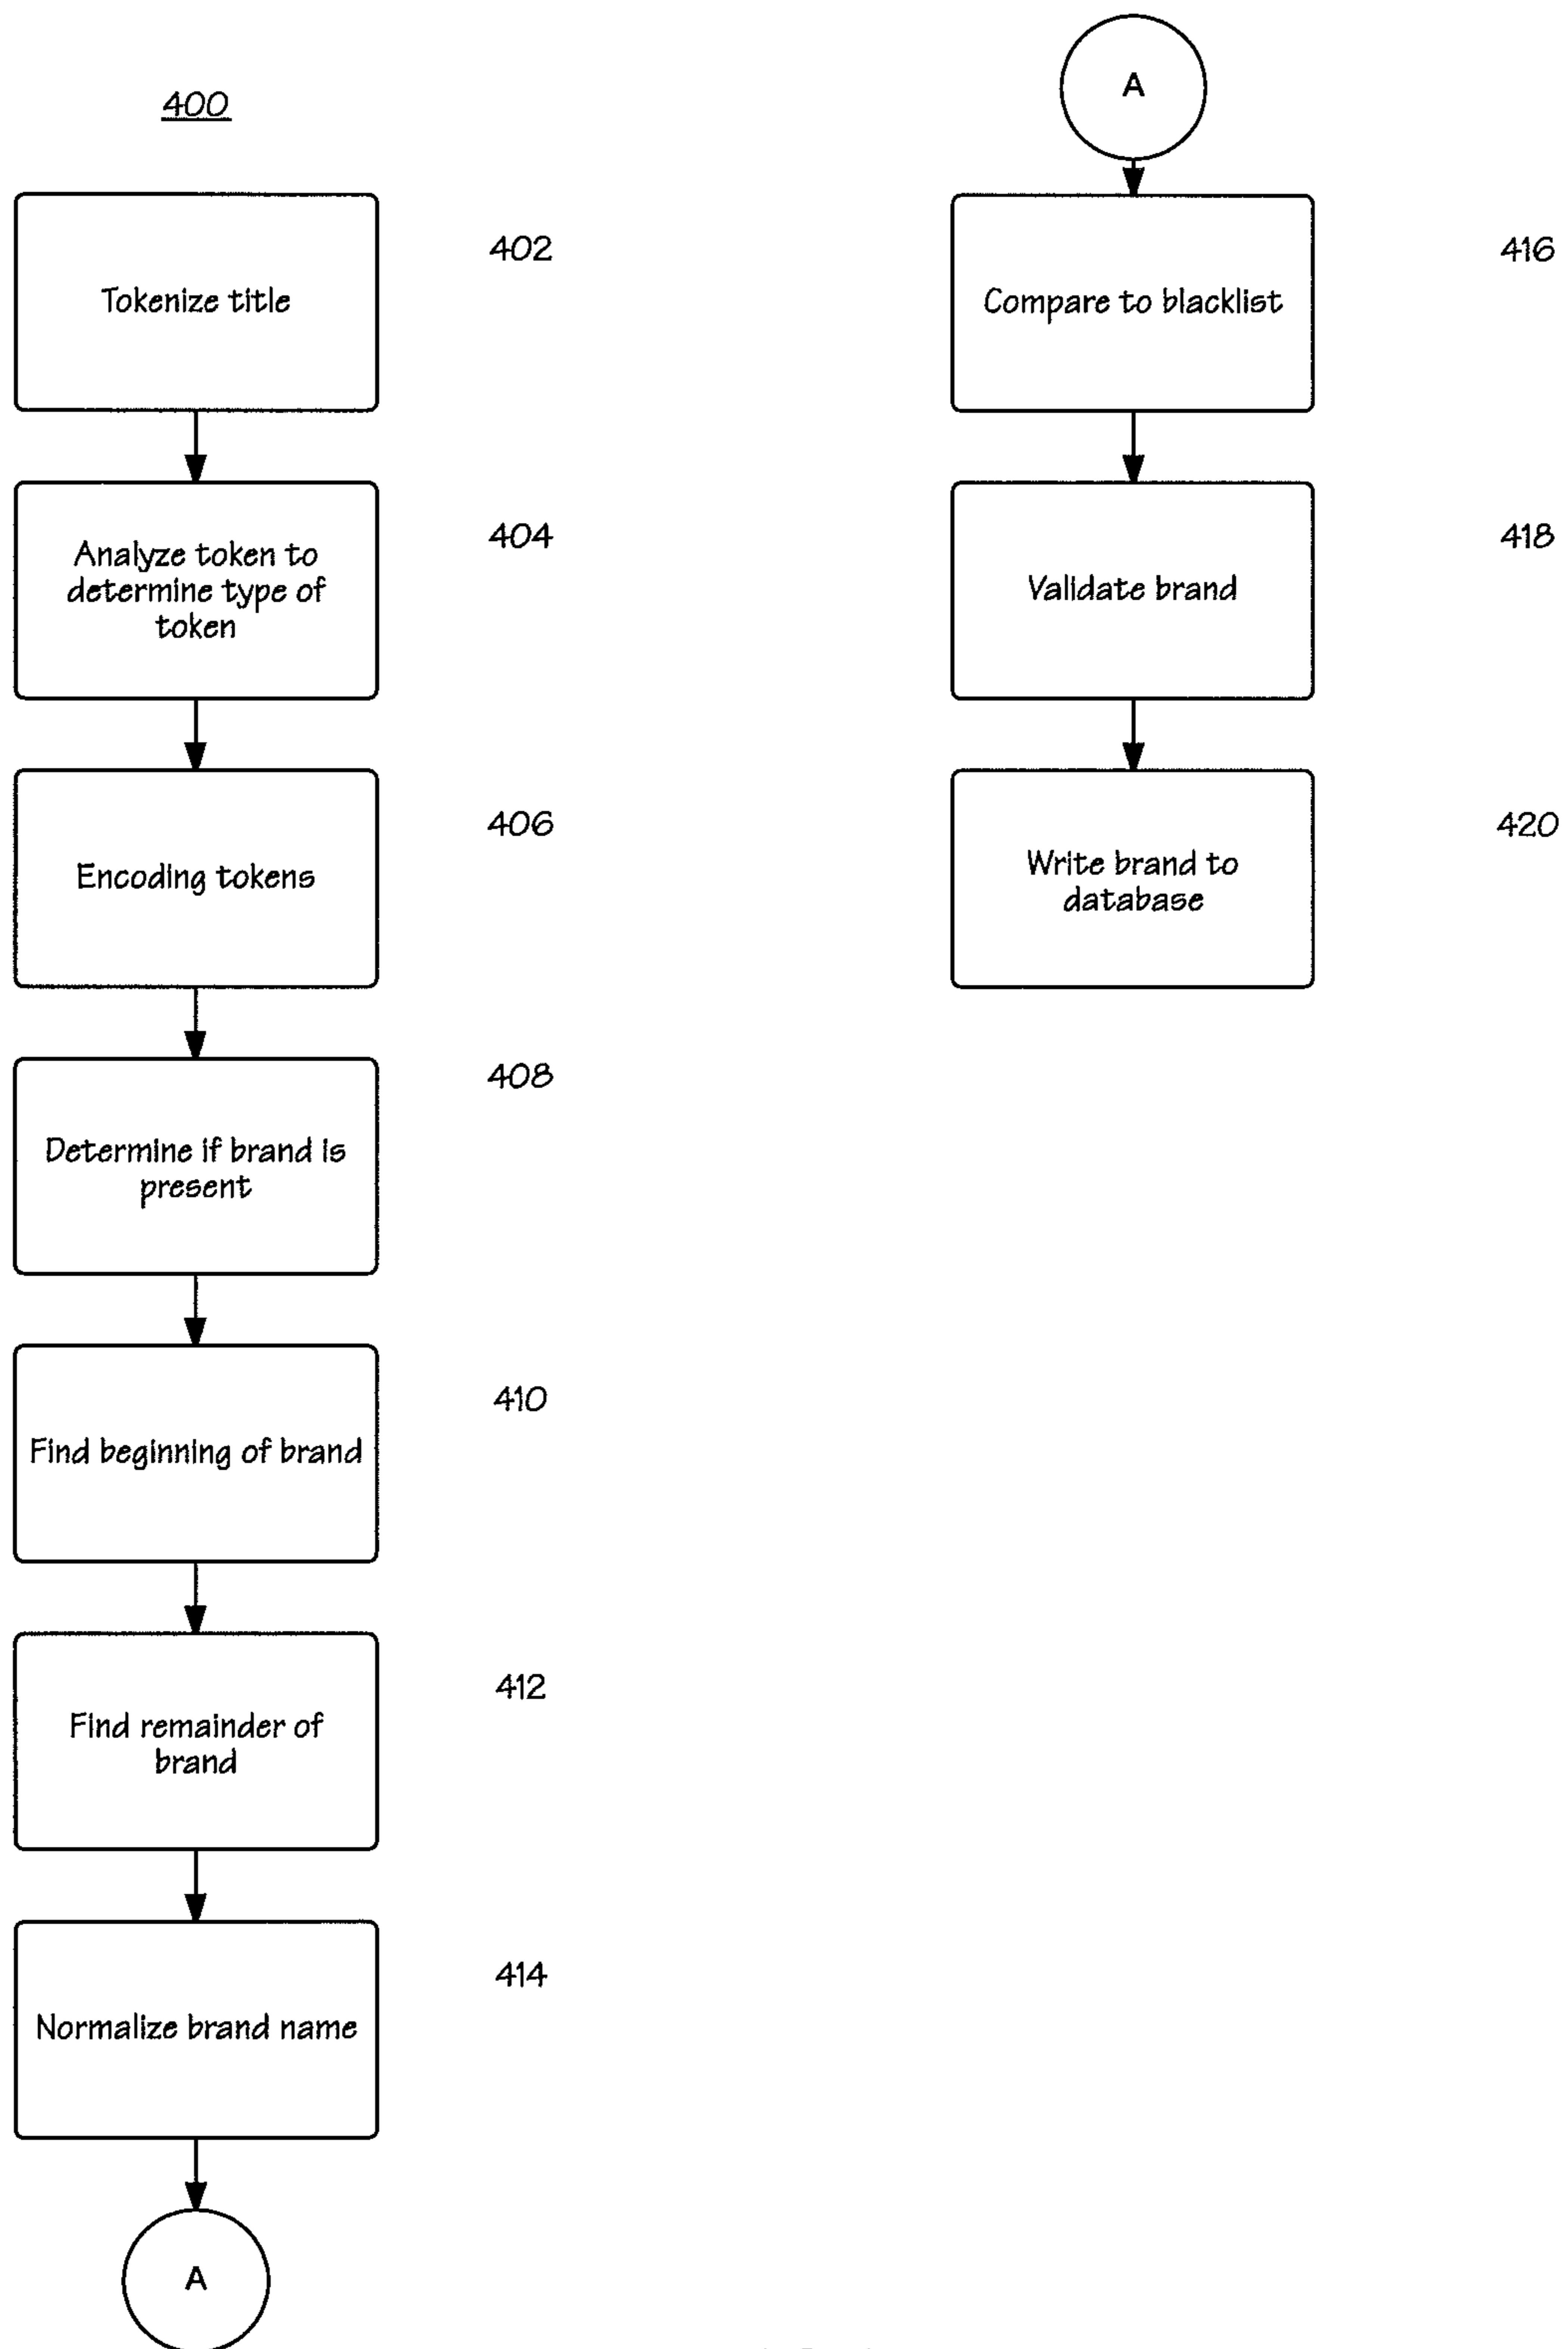 400
Tokenize title
402
Analyze token to
determine type of
token
404
Encoding tokens
406
Determine if brand is
present
408
Find beginning of brand
410
Find remainder of
brand
412
Normalize brand name
414
A
A
Compare to blacklist
416
Validate brand
418
Write brand to
database
420